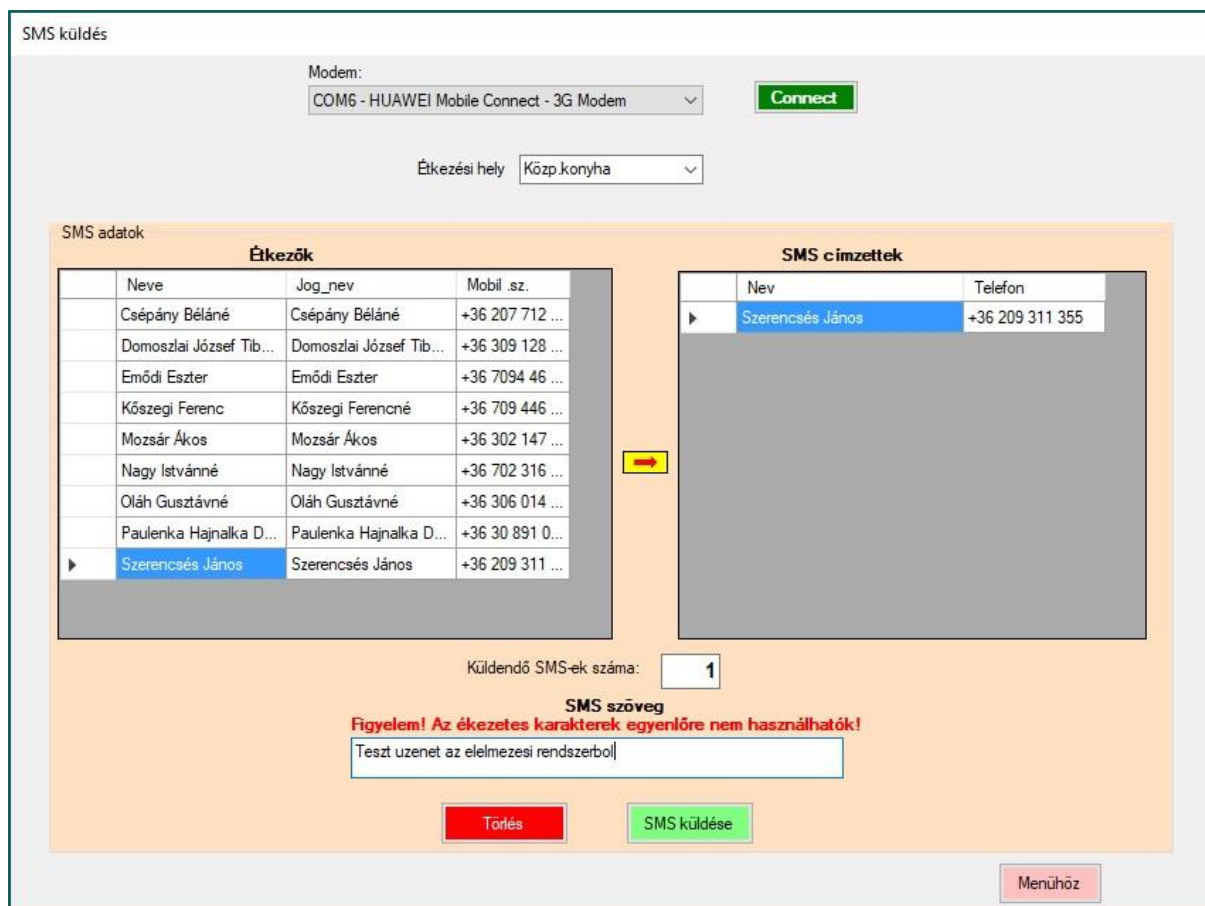 SMS küldés
Modem:
COM6 - HUAWEI Mobile Connect - 3G Modem
Connect
Étkezési hely Közp.konyha
SMS adatok
Étkezők
Neve Jog_nev Mobil .sz.
Csépány Béláné Csépány Béláné +36 207 712 ...
Domoszlai József Tib... Domoszlai József Tib... +36 309 128 ...
Emődi Eszter Emődi Eszter +36 7094 46 ...
Kőszegi Ferenc Kőszegi Ferencné +36 709 446 ...
Mozsár Ákos Mozsár Ákos +36 302 147 ...
Nagy Istvánné Nagy Istvánné +36 702 316 ...
Oláh Gusztávné Oláh Gusztávné +36 306 014 ...
Paulenka Hajnalka D... Paulenka Hajnalka D... +36 30 891 0...
Szerencsés János Szerencsés János +36 209 311 ...
SMS címzettek
Nev Telefon
Szerencsés János +36 209 311 355
Küldendő SMS-ek száma: 1
SMS szöveg
Figyelem! Az ékezetes karakterek egyenlőre nem használhatók!
Teszt uzenet az elelmezesi rendszerbol
Törlés SMS küldése
Menühöz